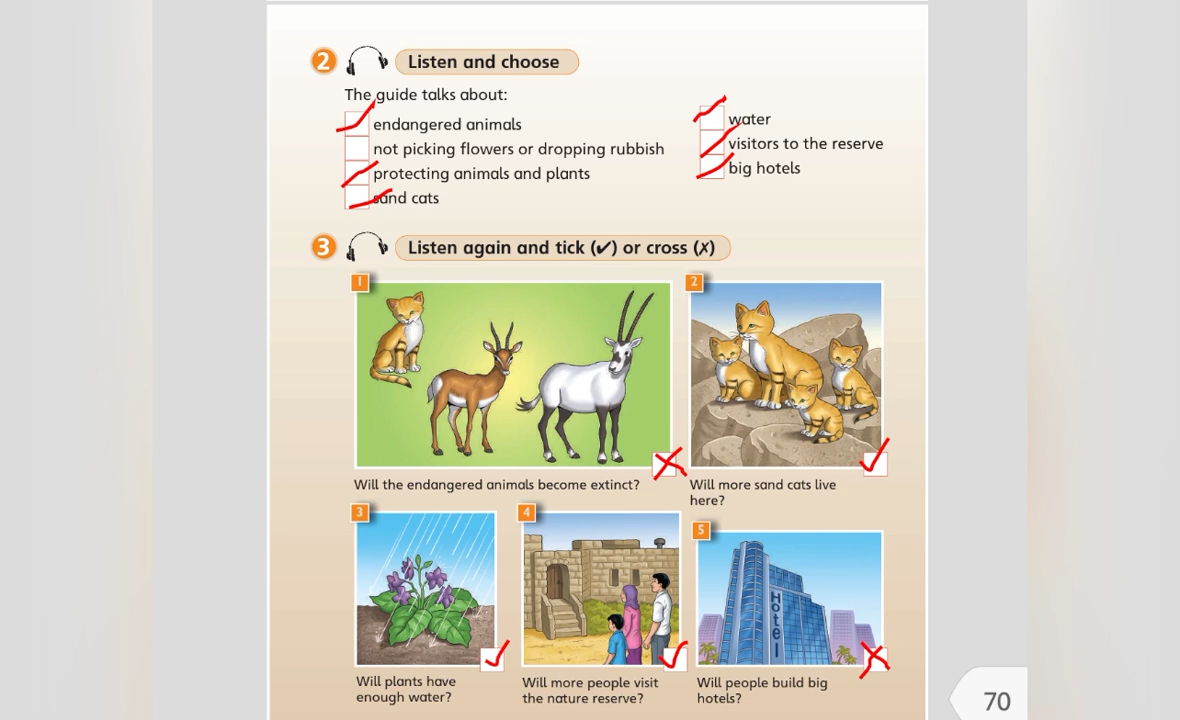 2 Listen and choose
The guide talks about:
endangered animals
not picking flowers or dropping rubbish
protecting animals and plants
sand cats
water
visitors to the reserve
big hotels
3 Listen again and tick (✔) or cross (✗)
1
2
Will the endangered animals become extinct?
Will more sand cats live
here?
3
4
5
Hotel
Will plants have
enough water?
Will more people visit
the nature reserve?
Will people build big
hotels?
70